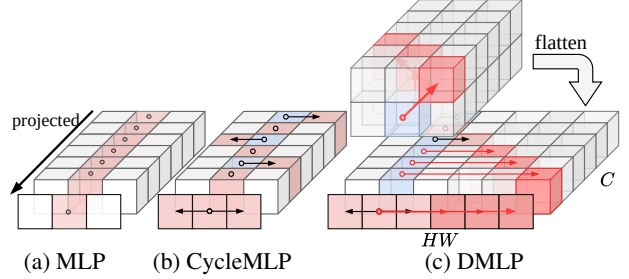 flatten
projected
C
HW
(a) MLP (b) CycleMLP (c) DMLP